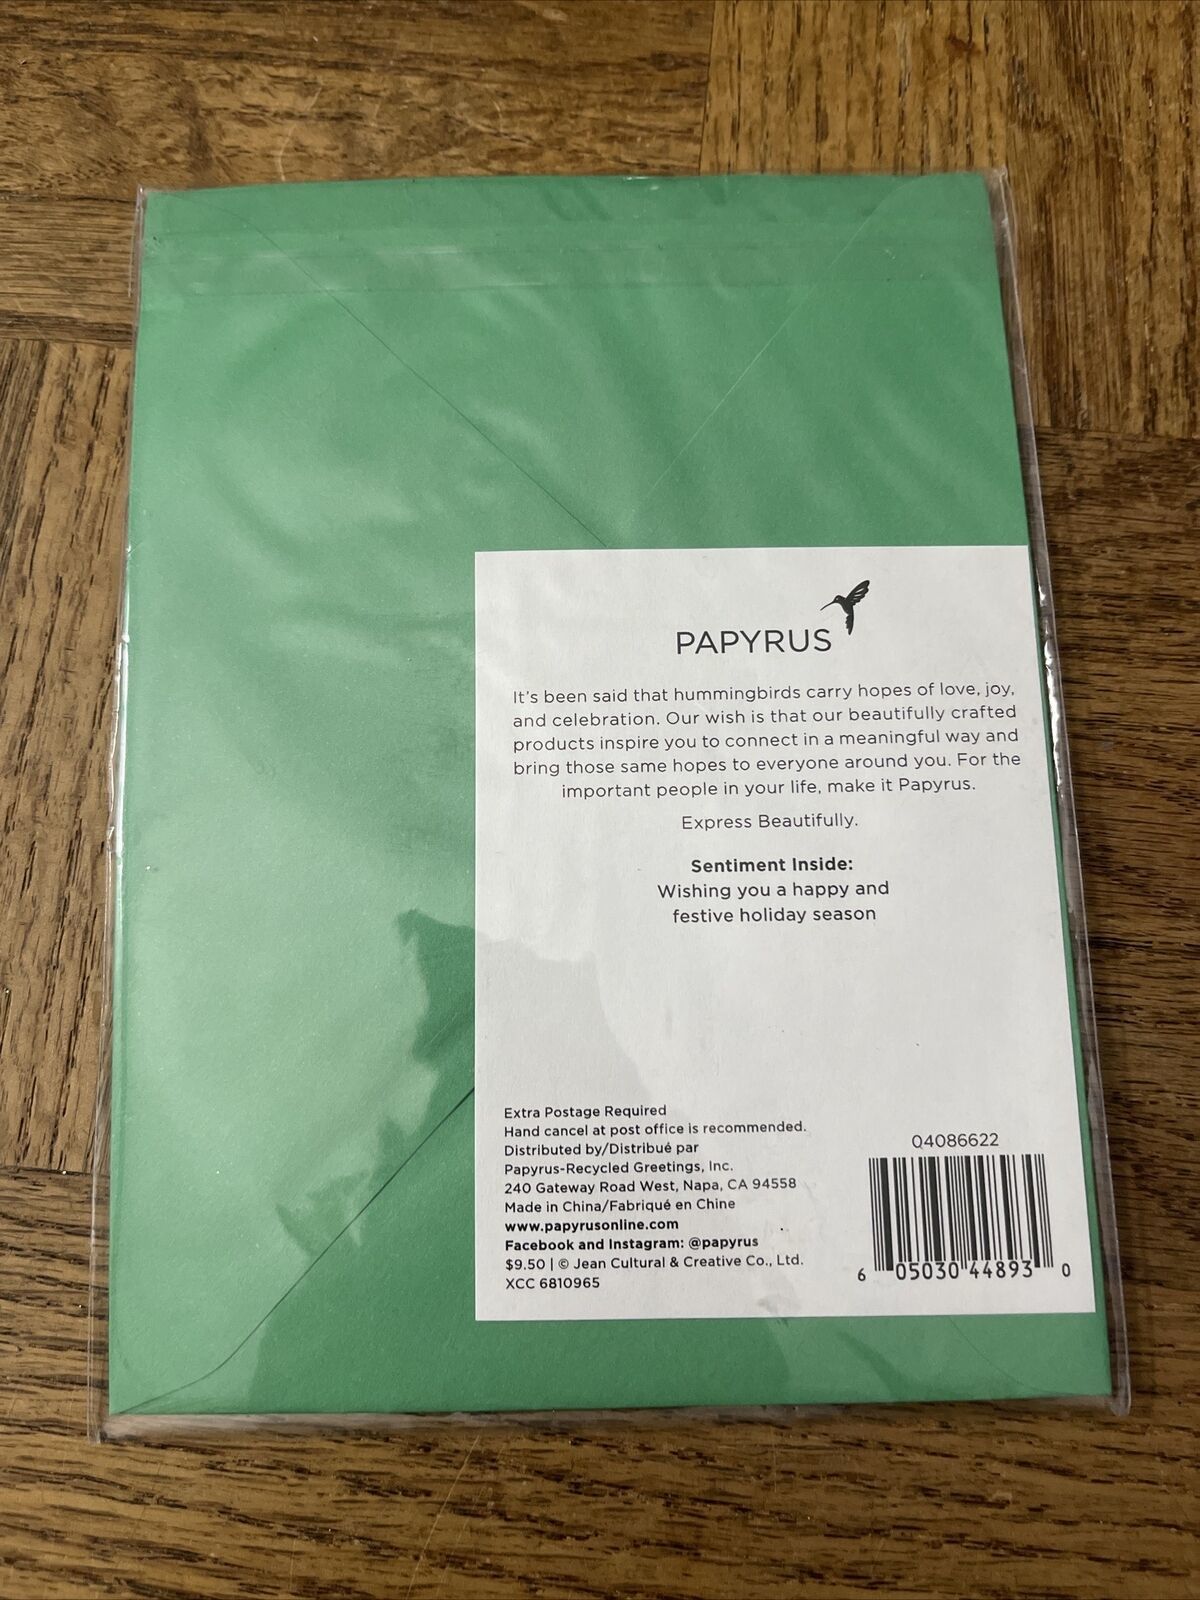 PAPYRUS
It's been said that hummingbirds carry hopes of love, joy,
and celebration. Our wish is that our beautifully crafted
products inspire you to connect in a meaningful way and
bring those same hopes to everyone around you. For the
important people in your life, make it Papyrus.
Express Beautifully.
Sentiment Inside:
Wishing you a happy and
festive holiday season
Extra Postage Required
Hand cancel at post office is recommended.
Distributed by/Distribué par
Papyrus-Recycled Greetings, Inc.
240 Gateway Road West, Napa, CA 94558
Made in China/Fabriqué en Chine
www.papyrusonline.com
Facebook and Instagram: @papyrus
$9.50 | © Jean Cultural & Creative Co., Ltd.
XCC 6810965
Q4086622
6 05030 44893 0